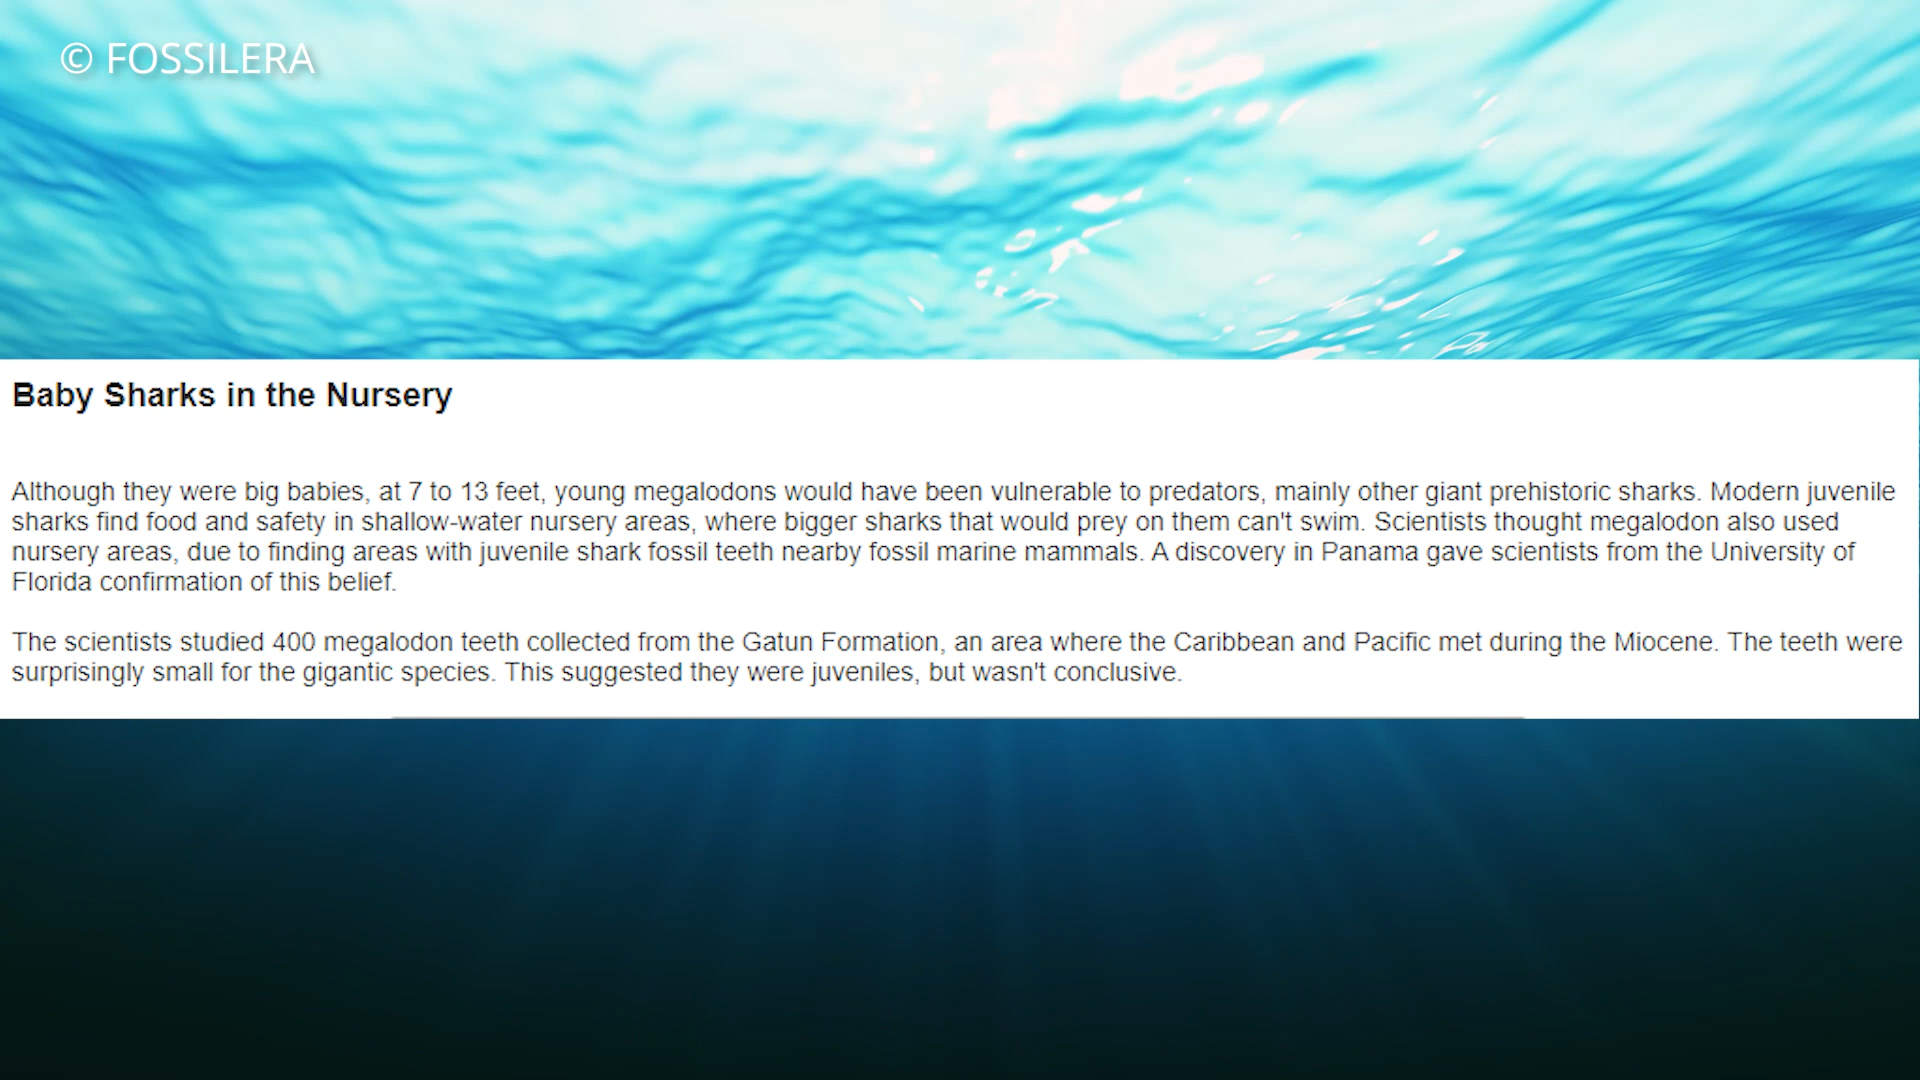 © FOSSILERA
Baby Sharks in the Nursery
Although they were big babies, at 7 to 13 feet, young megalodons would have been vulnerable to predators, mainly other giant prehistoric sharks. Modern juvenile
sharks find food and safety in shallow-water nursery areas, where bigger sharks that would prey on them can't swim. Scientists thought megalodon also used
nursery areas, due to finding areas with juvenile shark fossil teeth nearby fossil marine mammals. A discovery in Panama gave scientists from the University of
Florida confirmation of this belief.
The scientists studied 400 megalodon teeth collected from the Gatun Formation, an area where the Caribbean and Pacific met during the Miocene. The teeth were
surprisingly small for the gigantic species. This suggested they were juveniles, but wasn't conclusive.